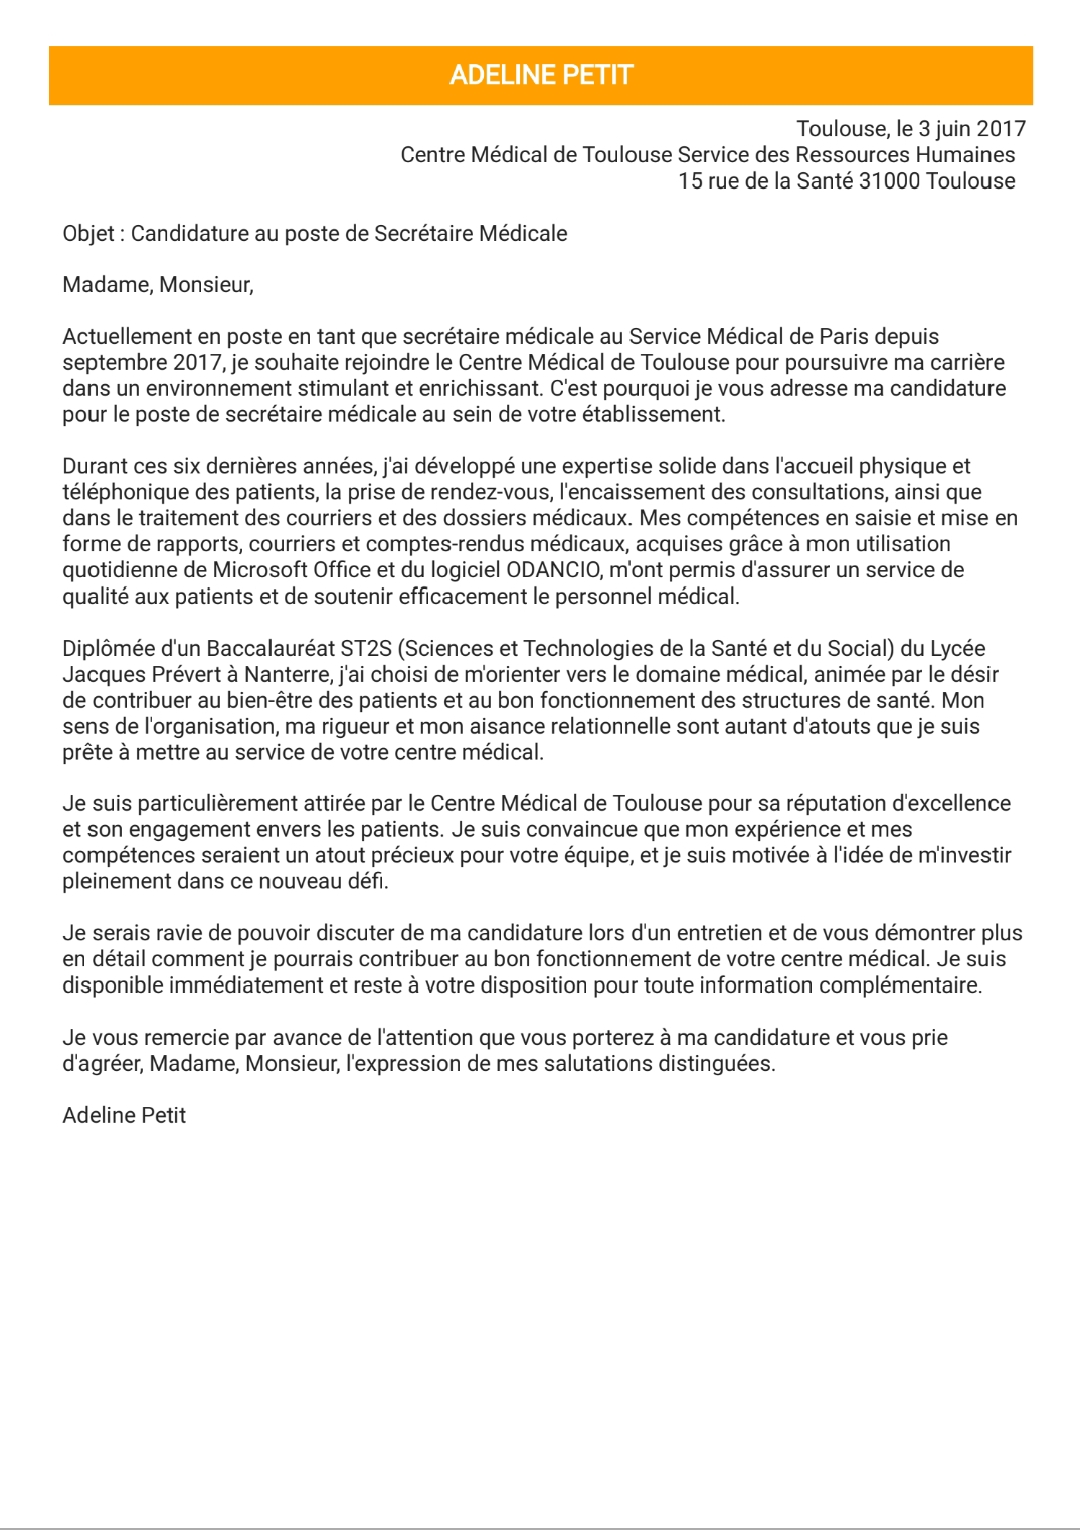 ADELINE PETIT
Toulouse, le 3 juin 2017
Centre Médical de Toulouse Service des Ressources Humaines
15 rue de la Santé 31000 Toulouse
Objet : Candidature au poste de Secrétaire Médicale
Madame, Monsieur,
Actuellement en poste en tant que secrétaire médicale au Service Médical de Paris depuis
septembre 2017, je souhaite rejoindre le Centre Médical de Toulouse pour poursuivre ma carrière
dans un environnement stimulant et enrichissant. C'est pourquoi je vous adresse ma candidature
pour le poste de secrétaire médicale au sein de votre établissement.
Durant ces six dernières années, j'ai développé une expertise solide dans l'accueil physique et
téléphonique des patients, la prise de rendez-vous, l'encaissement des consultations, ainsi que
dans le traitement des courriers et des dossiers médicaux. Mes compétences en saisie et mise en
forme de rapports, courriers et comptes-rendus médicaux, acquises grâce à mon utilisation
quotidienne de Microsoft Office et du logiciel ODANCIO, m'ont permis d'assurer un service de
qualité aux patients et de soutenir efficacement le personnel médical.
Diplômée d'un Baccalauréat ST2S (Sciences et Technologies de la Santé et du Social) du Lycée
Jacques Prévert à Nanterre, j'ai choisi de m'orienter vers le domaine médical, animée par le désir
de contribuer au bien-être des patients et au bon fonctionnement des structures de santé. Mon
sens de l'organisation, ma rigueur et mon aisance relationnelle sont autant d'atouts que je suis
prête à mettre au service de votre centre médical.
Je suis particulièrement attirée par le Centre Médical de Toulouse pour sa réputation d'excellence
et son engagement envers les patients. Je suis convaincue que mon expérience et mes
compétences seraient un atout précieux pour votre équipe, et je suis motivée à l'idée de m'investir
pleinement dans ce nouveau défi.
Je serais ravie de pouvoir discuter de ma candidature lors d'un entretien et de vous démontrer plus
en détail comment je pourrais contribuer au bon fonctionnement de votre centre médical. Je suis
disponible immédiatement et reste à votre disposition pour toute information complémentaire.
Je vous remercie par avance de l'attention que vous porterez à ma candidature et vous prie
d'agréer, Madame, Monsieur, l'expression de mes salutations distinguées.
Adeline Petit